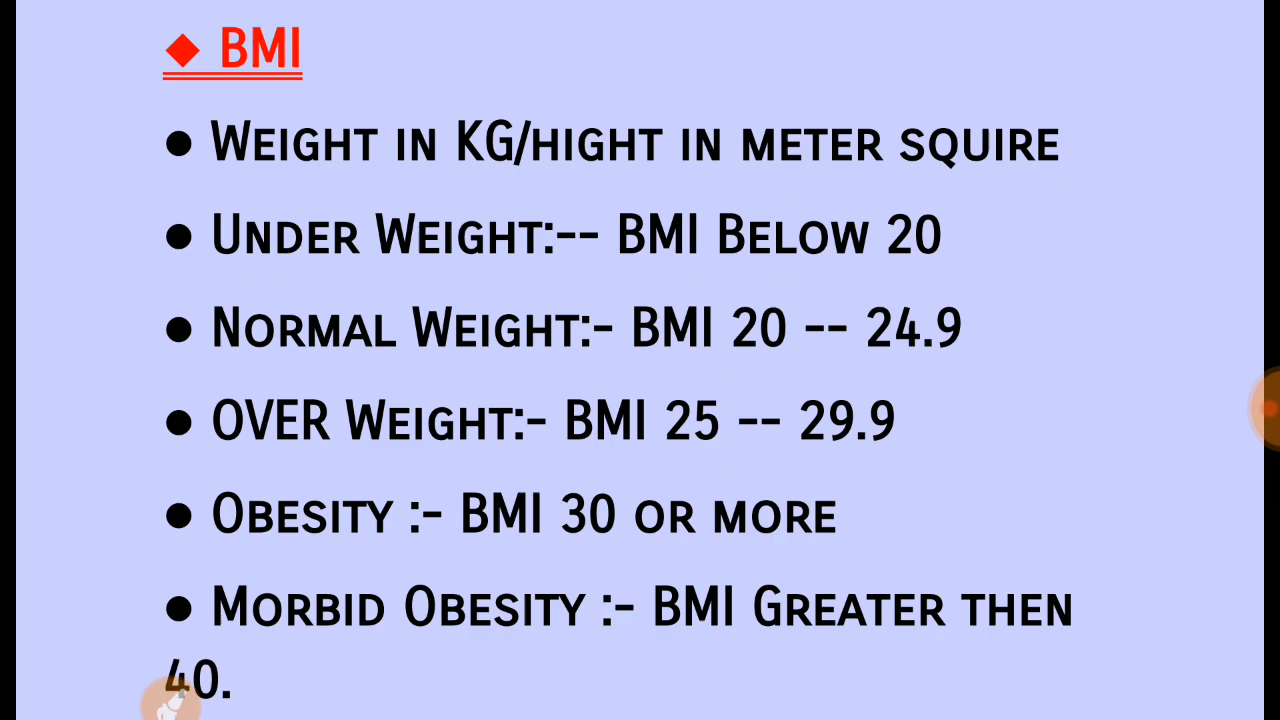 ◆ BMI
● Weight in KG/hight in meter squire
● Under Weight:-- BMI Below 20
● Normal Weight:- BMI 20 -- 24.9
● OVER Weight:- BMI 25 -- 29.9
● Obesity :- BMI 30 or more
● Morbid Obesity :- BMI Greater then
40.